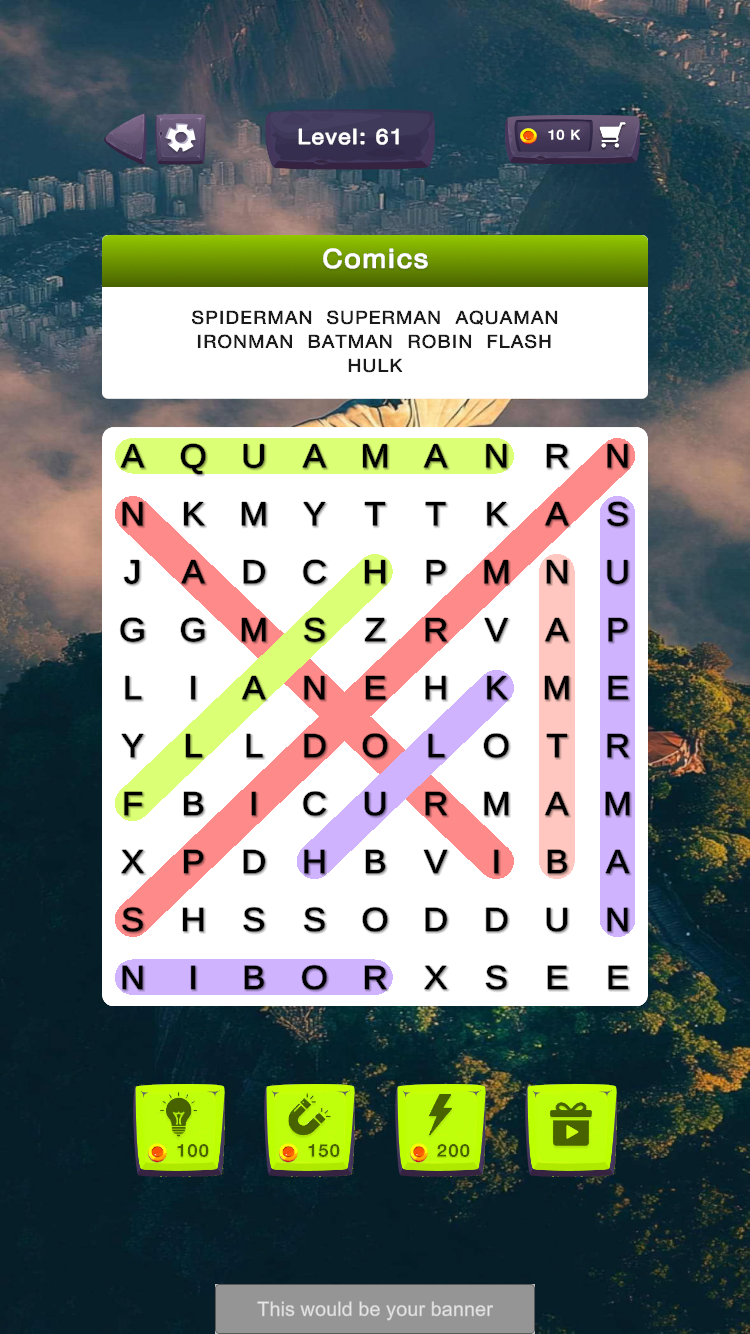 Level: 61
10 K
Comics
SPIDERMAN SUPERMAN AQUAMAN
IRONMAN BATMAN ROBIN FLASH
HULK
A Q U A M A N R N
N K M Y T T K A S
J A D C H P M N U
G G M S Z R V A P
L I A N E H K M E
Y L L D O L O T R
F B I C U R M A M
X P D H B V I B A
S H S S O D D U N
N I B O R X S E E
100 150 200
This would be your banner